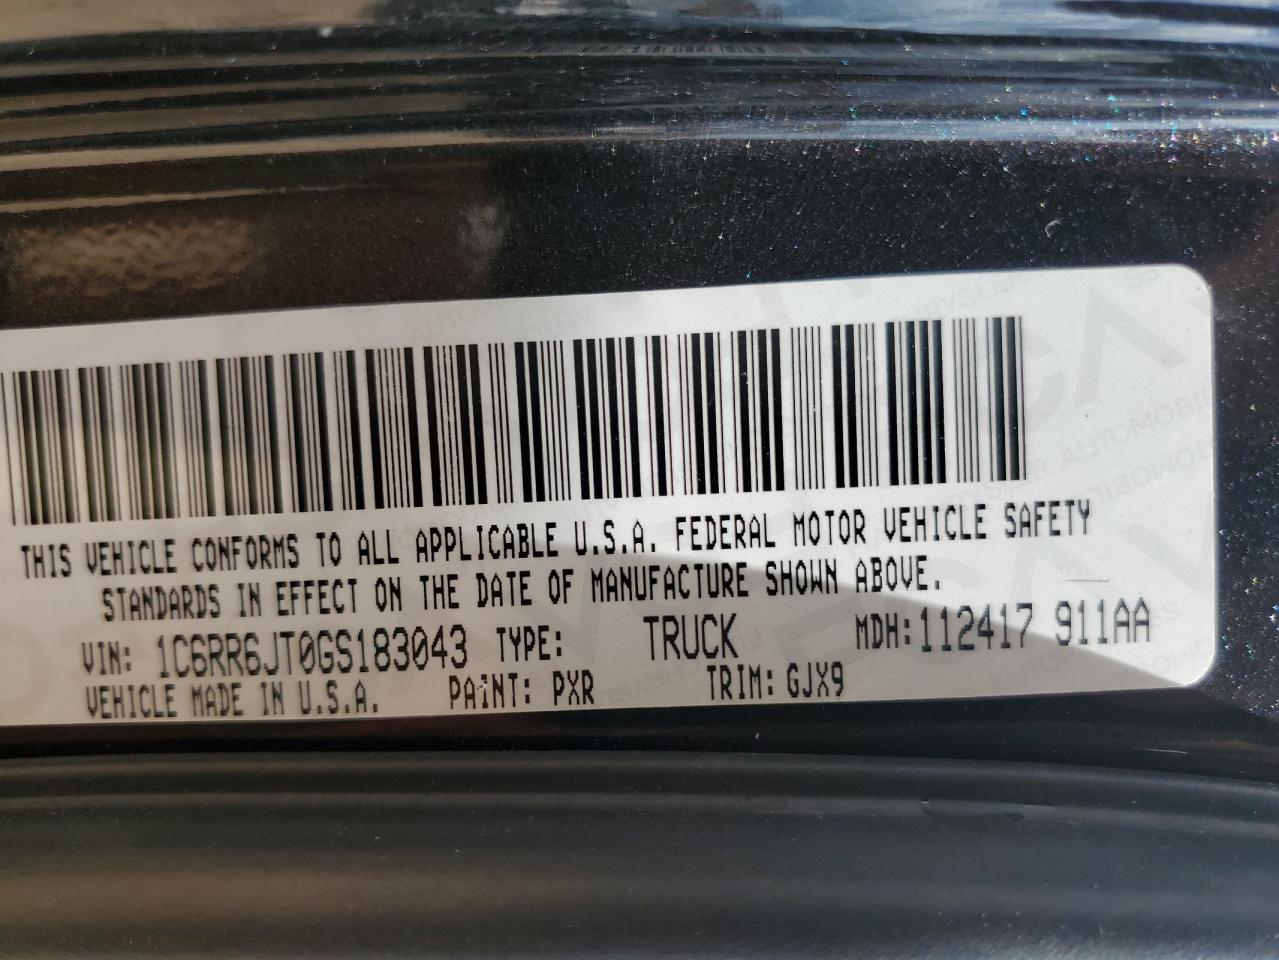 THIS VEHICLE CONFORMS TO ALL APPLICABLE U.S.A. FEDERAL MOTOR VEHICLE SAFETY
STANDARDS IN EFFECT ON THE DATE OF MANUFACTURE SHOWN ABOVE.
VIN: 1C6RR6JT0GS183043 TYPE: TRUCK MDH: 112417 911AA
VEHICLE MADE IN U.S.A. PAINT: PXR TRIM: GJX9